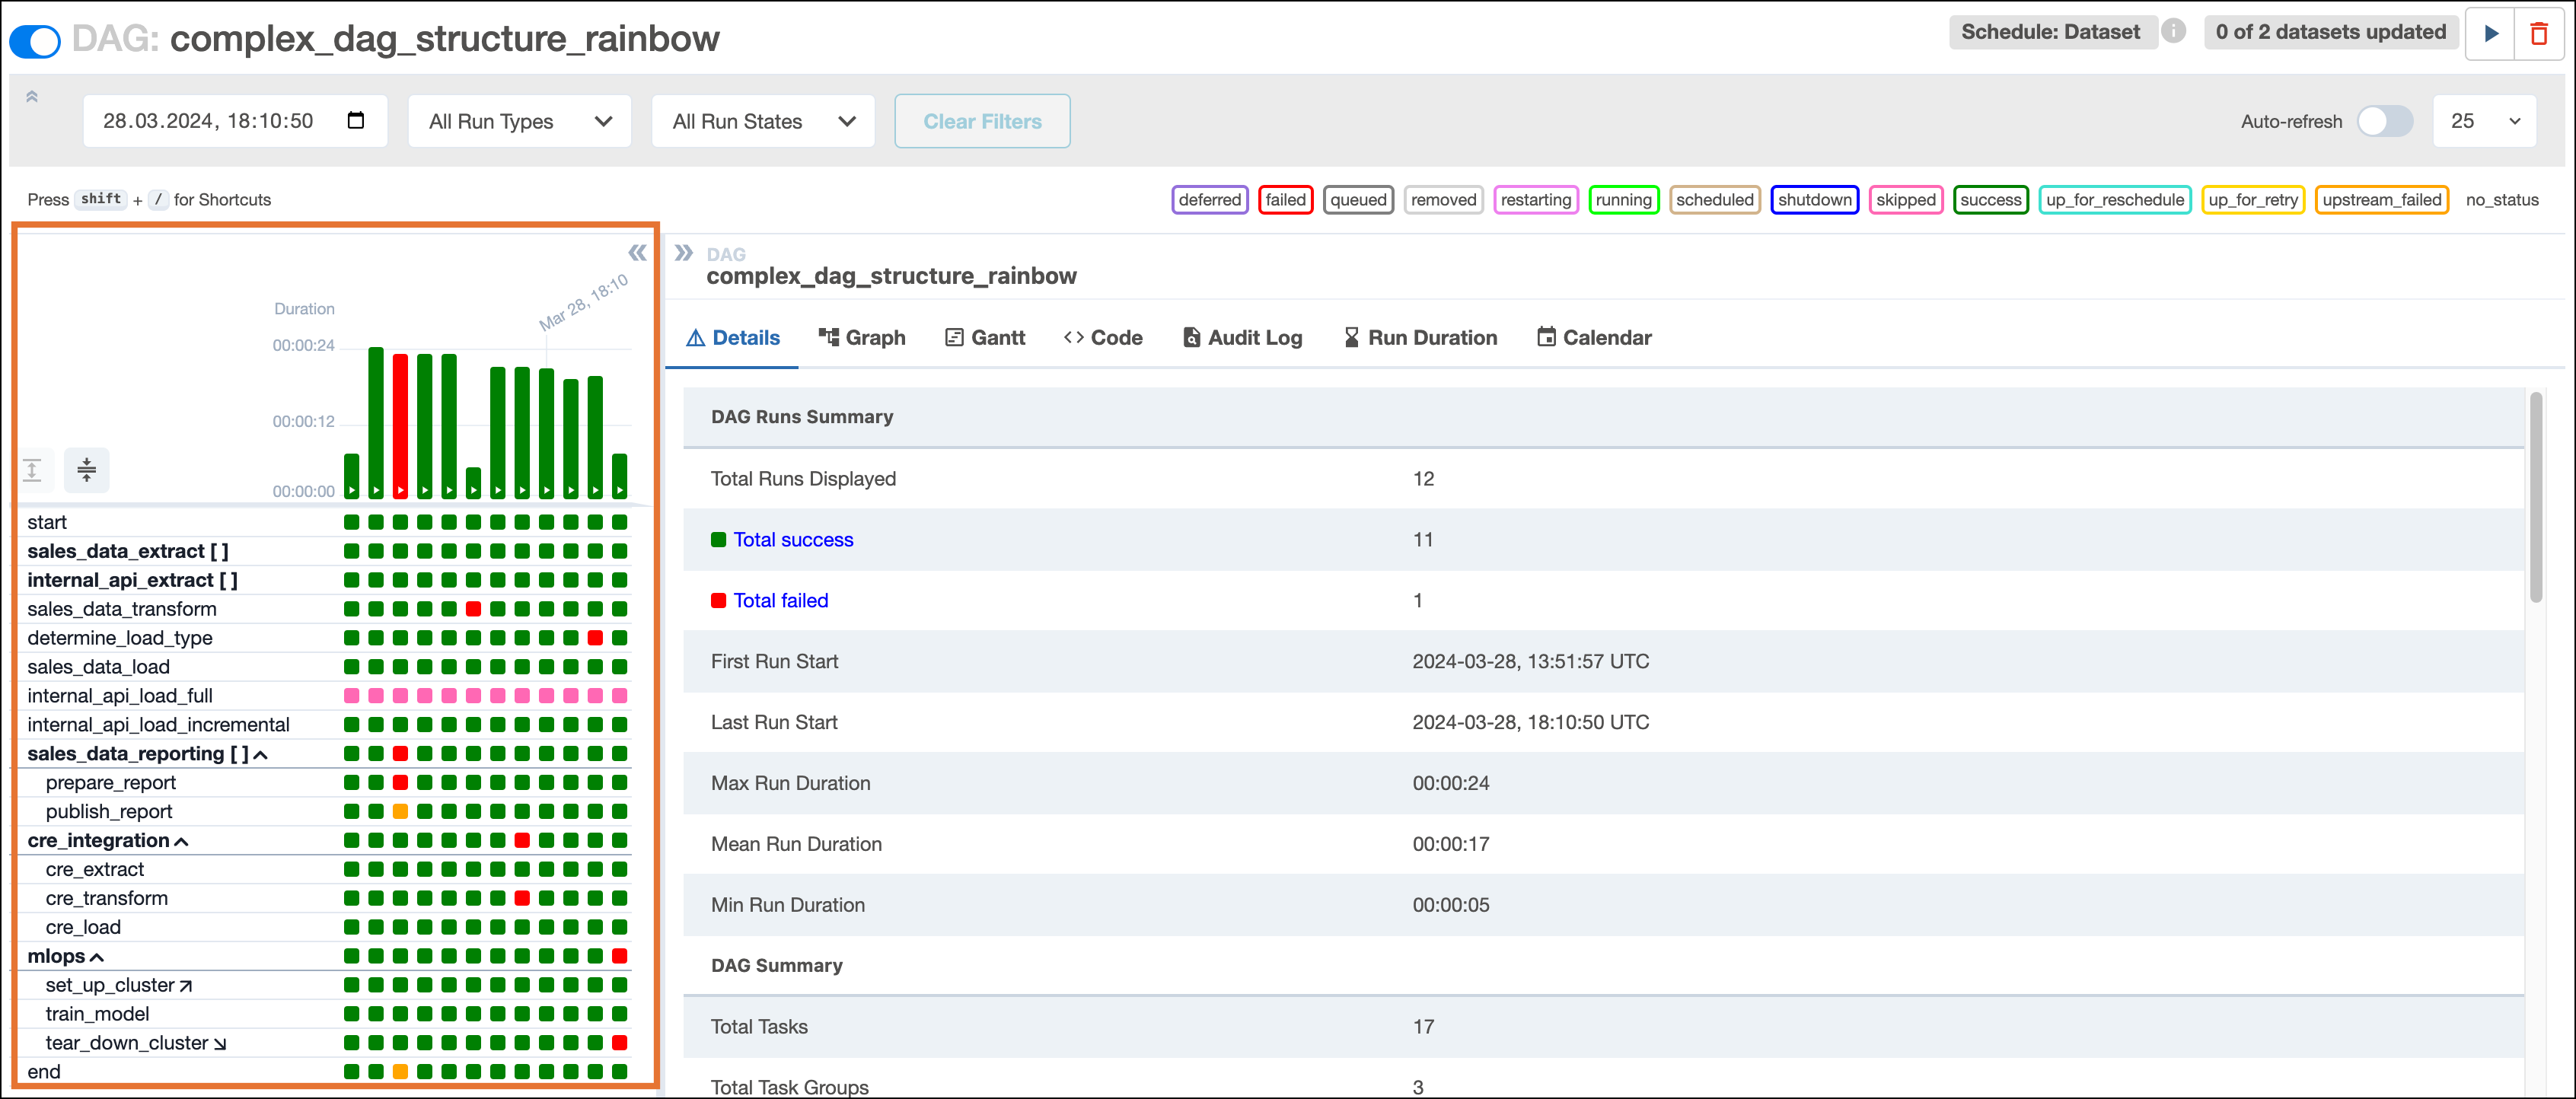 DAG: complex_dag_structure_rainbow
Schedule: Dataset
0 of 2 datasets updated
28.03.2024, 18:10:50
All Run Types
All Run States
Clear Filters
Auto-refresh
25
Press shift + / for Shortcuts
deferred
failed
queued
removed
restarting
running
scheduled
shutdown
skipped
success
up_for_reschedule
up_for_retry
upstream_failed
no_status
Duration
Mar 28, 18:10
00:00:24
00:00:12
00:00:00
start
sales_data_extract [ ]
internal_api_extract [ ]
sales_data_transform
determine_load_type
sales_data_load
internal_api_load_full
internal_api_load_incremental
sales_data_reporting [ ]
prepare_report
publish_report
cre_integration
cre_extract
cre_transform
cre_load
mlops
set_up_cluster
train_model
tear_down_cluster
end
DAG
complex_dag_structure_rainbow
Details
Graph
Gantt
Code
Audit Log
Run Duration
Calendar
DAG Runs Summary
Total Runs Displayed 12
Total success 11
Total failed 1
First Run Start 2024-03-28, 13:51:57 UTC
Last Run Start 2024-03-28, 18:10:50 UTC
Max Run Duration 00:00:24
Mean Run Duration 00:00:17
Min Run Duration 00:00:05
DAG Summary
Total Tasks 17
Total Task Groups 3